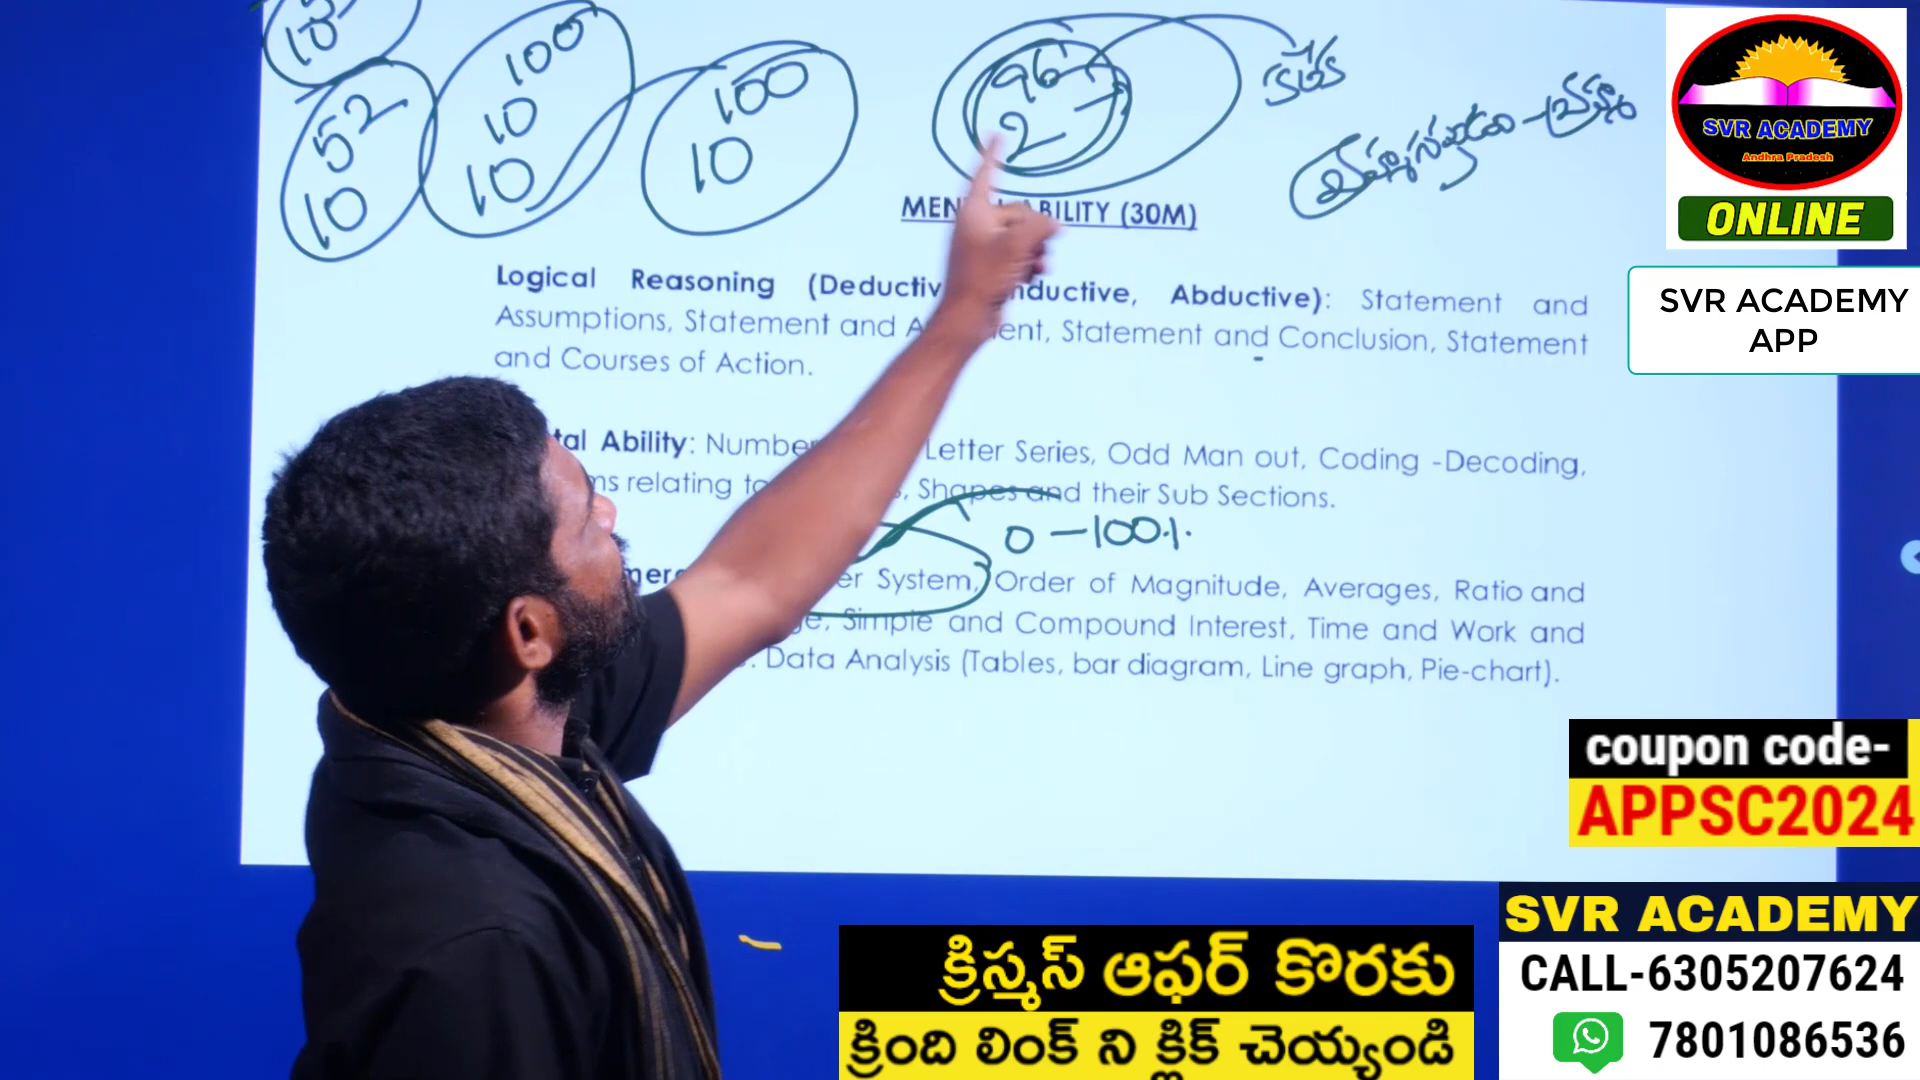 100
100
96
52
10
10
2
10
10
MENTAL ABILITY (30M)
Logical Reasoning (Deductive, Inductive, Abductive): Statement and
Assumptions, Statement and Argument, Statement and Conclusion, Statement
and Courses of Action.
Ability: Number Letter Series, Odd Man out, Coding -Decoding,
relating to Shapes and their Sub Sections.
0 -100%
System, Order of Magnitude, Averages, Ratio and
Simple and Compound Interest, Time and Work and
Data Analysis (Tables, bar diagram, Line graph, Pie-chart).
SVR ACADEMY
Andhra Pradesh
ONLINE
SVR ACADEMY
APP
coupon code-
APPSC2024
SVR ACADEMY
CALL-6305207624
7801086536
క్రిస్మస్ ఆఫర్ కొరకు
క్రింది లింక్ ని క్లిక్ చెయ్యండి